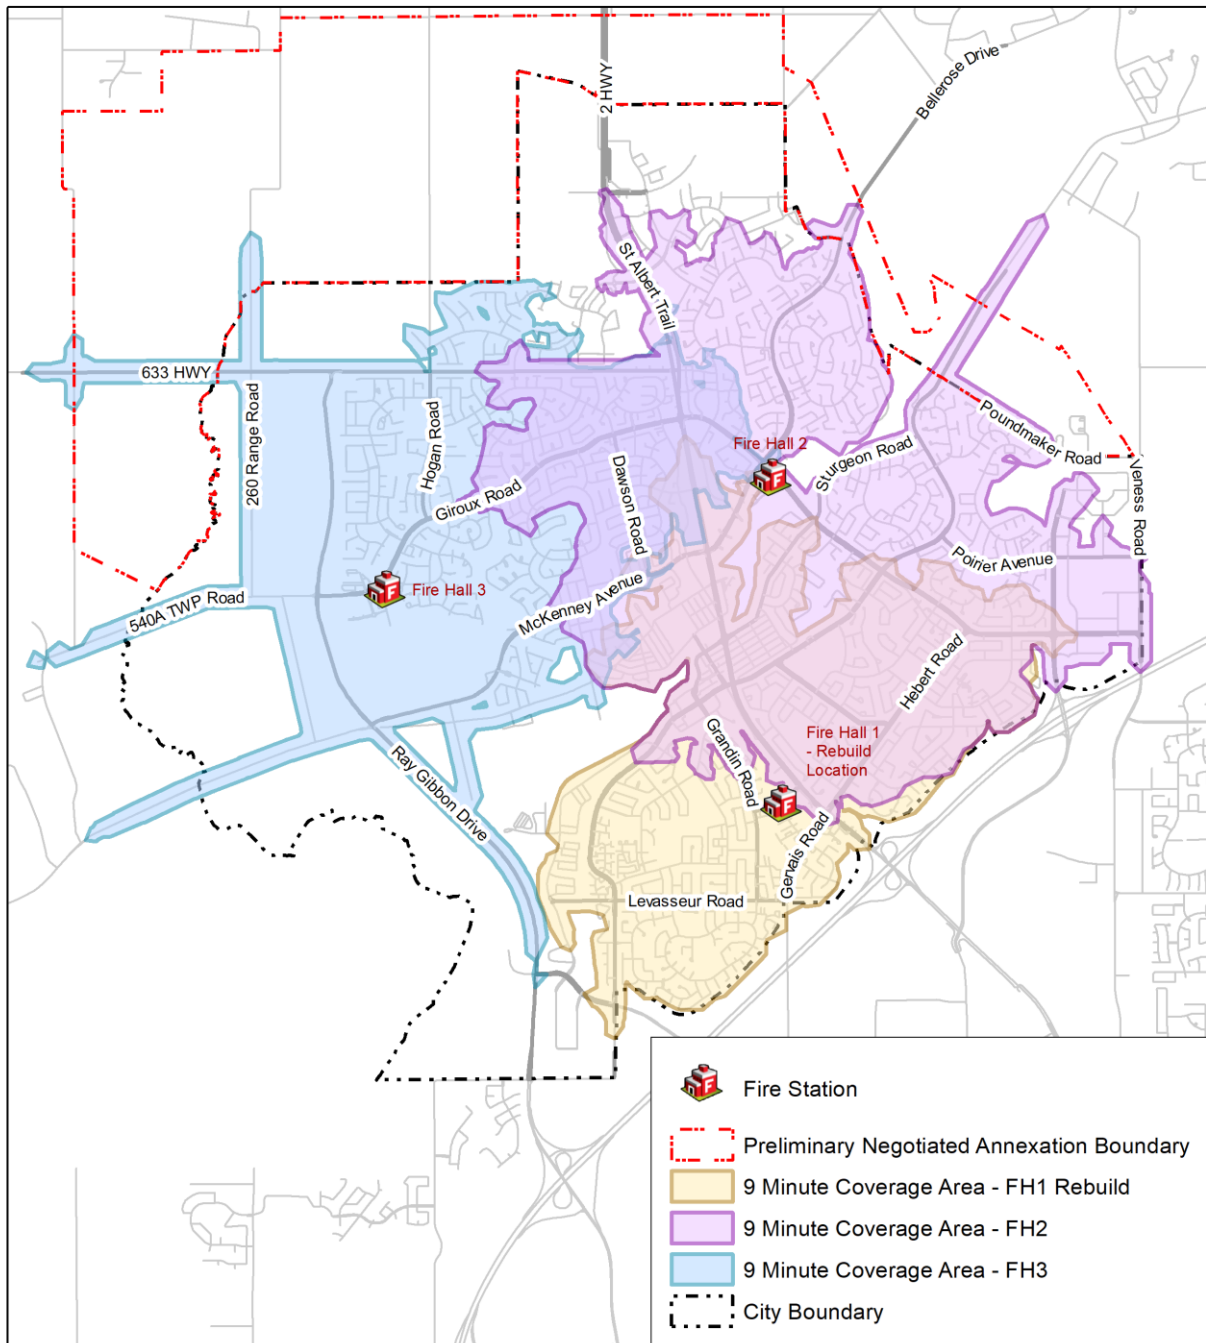 2 HWY
Bellerose Drive
St Albert Trail
633 HWY
260 Range Road
Hogan Road
Giroux Road
Dawson Road
Fire Hall 2
Sturgeon Road
Poundmaker Road
Veness Road
Poirier Avenue
Fire Hall 3
540A TWP Road
McKenney Avenue
Hebert Road
Grandin Road
Fire Hall 1
- Rebuild
Location
Ray Gibbon Drive
Gervais Road
Levasseur Road
Fire Station
Preliminary Negotiated Annexation Boundary
9 Minute Coverage Area - FH1 Rebuild
9 Minute Coverage Area - FH2
9 Minute Coverage Area - FH3
City Boundary